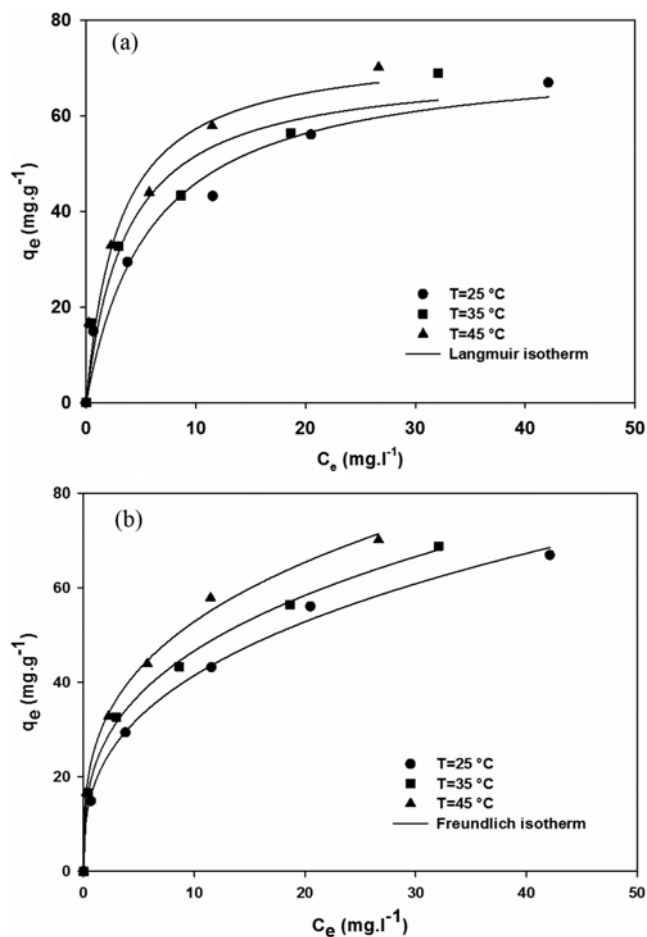 (a)
80
60
40
20
0
qe (mg.g-1)
T=25 °C
T=35 °C
T=45 °C
Langmuir isotherm
0 10 20 30 40 50
Ce (mg.l-1)
(b)
80
60
40
20
0
qe (mg.g-1)
T=25 °C
T=35 °C
T=45 °C
Freundlich isotherm
0 10 20 30 40 50
Ce (mg.l-1)